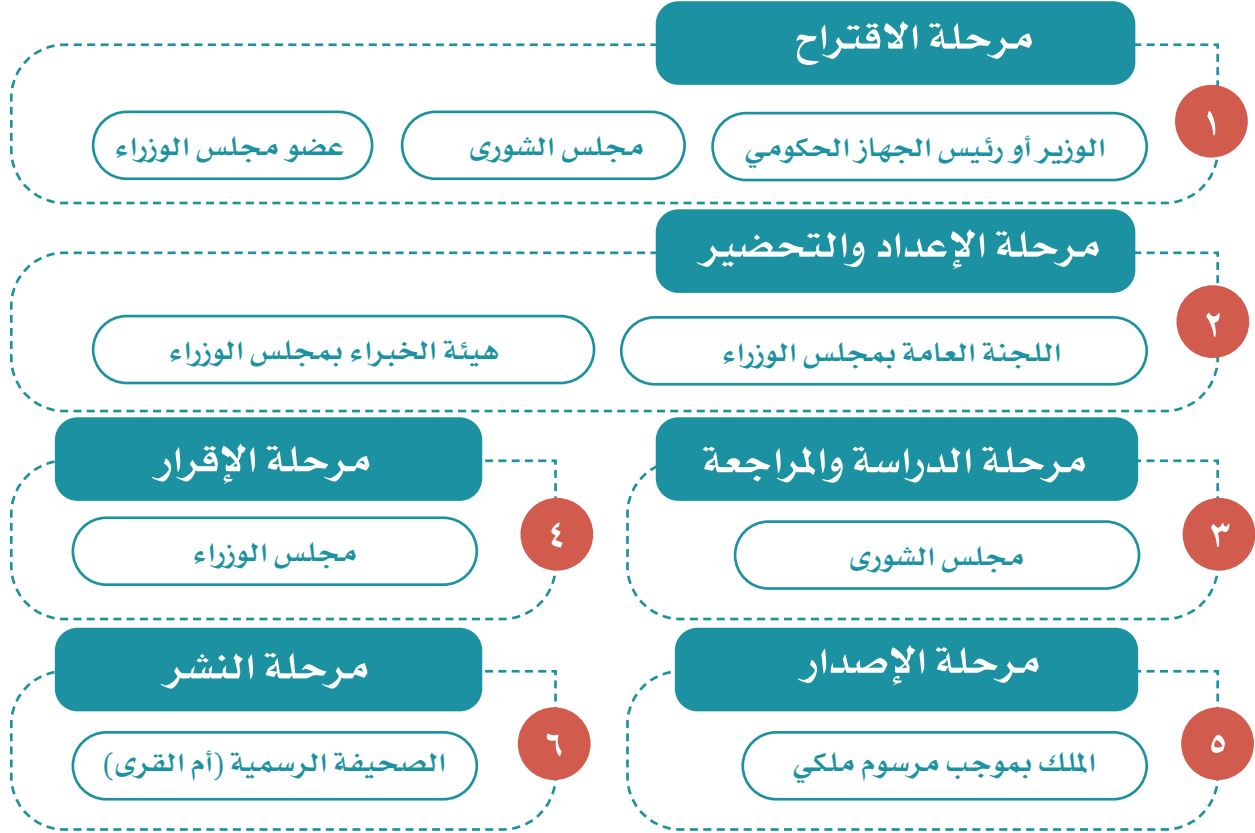 مرحلة الاقتراح
١
الوزير أو رئيس الجهاز الحكومي
مجلس الشورى
عضو مجلس الوزراء
مرحلة الإعداد والتحضير
٢
اللجنة العامة بمجلس الوزراء
هيئة الخبراء بمجلس الوزراء
مرحلة الدراسة والمراجعة
٣
مجلس الشورى
مرحلة الإقرار
٤
مجلس الوزراء
مرحلة الإصدار
٥
الملك بموجب مرسوم ملكي
مرحلة النشر
٦
الصحيفة الرسمية (أم القرى)